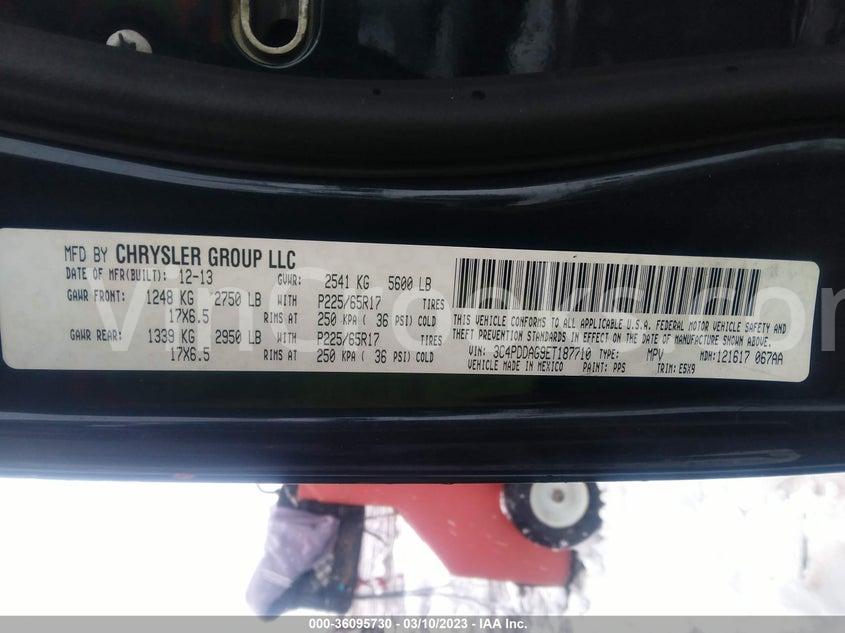 MFD BY CHRYSLER GROUP LLC
DATE OF MFR(BUILT): 12-13 GVWR: 2541 KG 5600 LB
GAWR FRONT: 1248 KG 2750 LB WITH P225/65R17 TIRES
17X6.5 RIMS AT 250 KPA ( 36 PSI) COLD
GAWR REAR: 1339 KG 2950 LB WITH P225/65R17 TIRES
17X6.5 RIMS AT 250 KPA ( 36 PSI) COLD
THIS VEHICLE CONFORMS TO ALL APPLICABLE U.S.A. FEDERAL MOTOR VEHICLE SAFETY AND
THEFT PREVENTION STANDARDS IN EFFECT ON THE DATE OF MANUFACTURE SHOWN ABOVE.
VIN: 3C4PDDAG9ET187710 TYPE: MPV MDH: 121617 067AA
VEHICLE MADE IN MEXICO PAINT: PPS TRIM: E5X9
VinCheeks.com
000-36095730 - 03/10/2023 - IAA Inc.